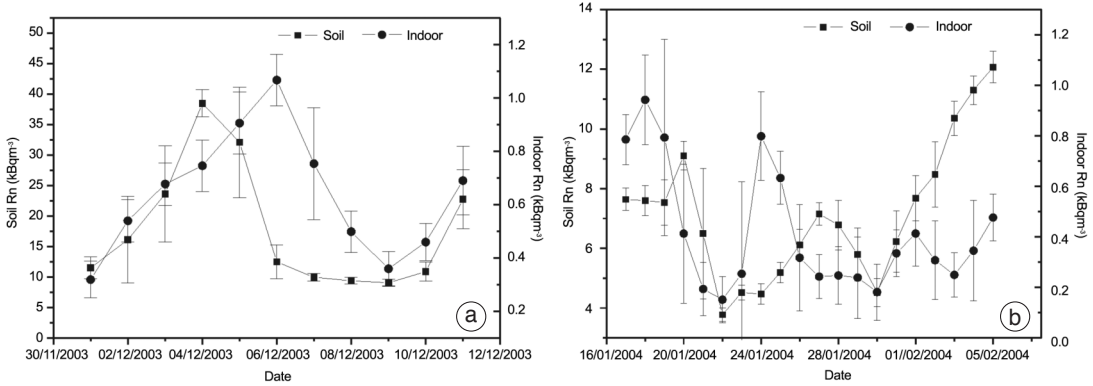 Soil Indoor
50
45
40
35
30
25
20
15
10
5
0
Soil Rn (kBqm-3)
1.2
1.0
0.8
0.6
0.4
0.2
Indoor Rn (kBqm-3)
30/11/2003 02/12/2003 04/12/2003 06/12/2003 08/12/2003 10/12/2003 12/12/2003
Date
a
Soil Indoor
14
12
10
8
6
4
Soil Rn (kBqm-3)
1.2
1.0
0.8
0.6
0.4
0.2
0.0
Indoor Rn (kBqm-3)
16/01/2004 20/01/2004 24/01/2004 28/01/2004 01/02/2004 05/02/2004
Date
b